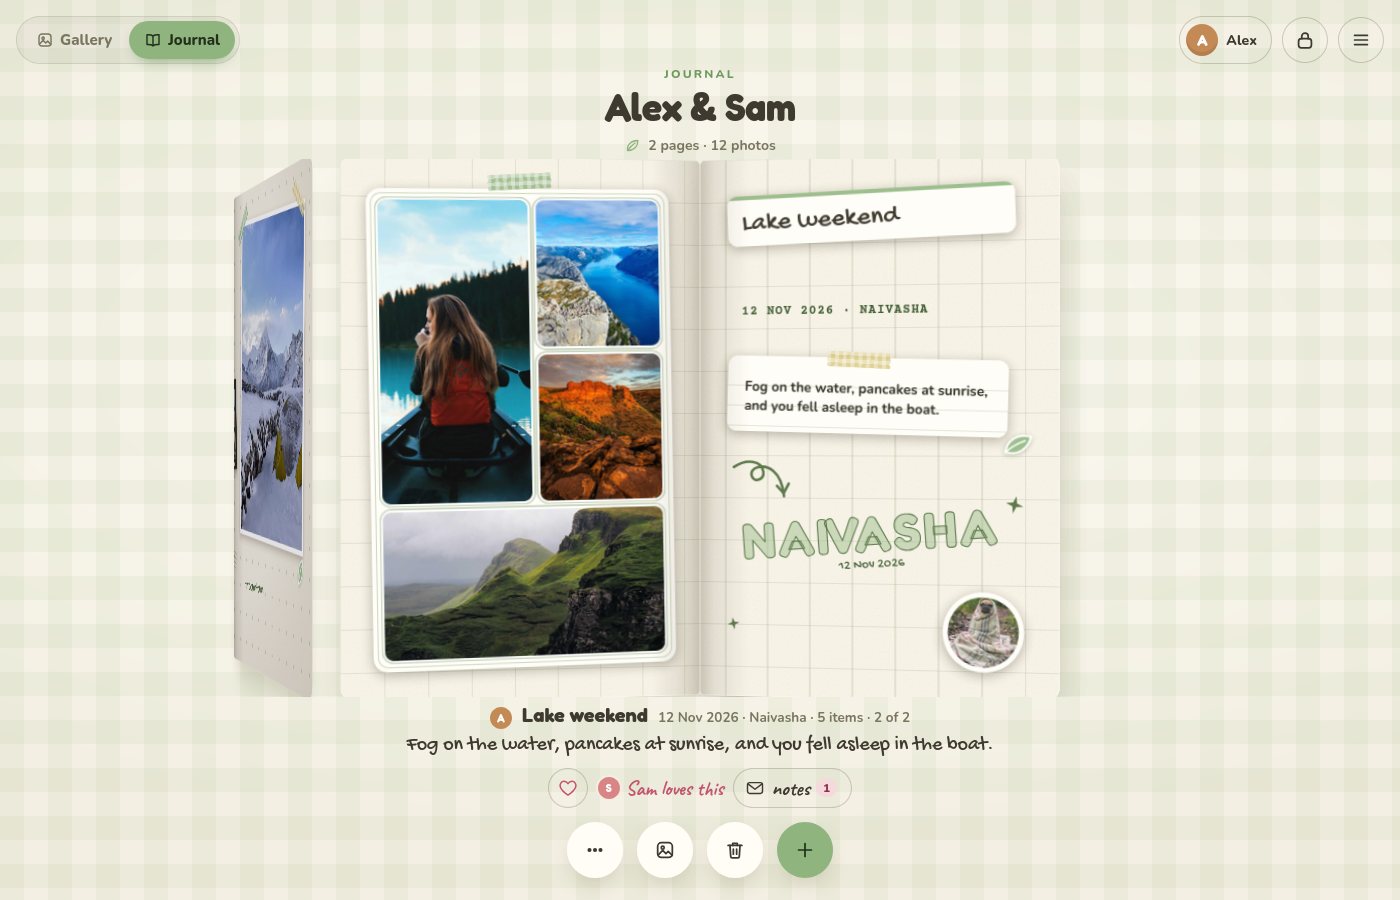 Gallery
Journal
A Alex
JOURNAL
Alex & Sam
2 pages · 12 photos
Lake weekend
12 NOV 2026 · NAIVASHA
Fog on the water, pancakes at sunrise,
and you fell asleep in the boat.
NAIVASHA
12 Nov 2026
A Lake weekend 12 Nov 2026 · Naivasha · 5 items · 2 of 2
Fog on the water, pancakes at sunrise, and you fell asleep in the boat.
S Sam loves this notes 1